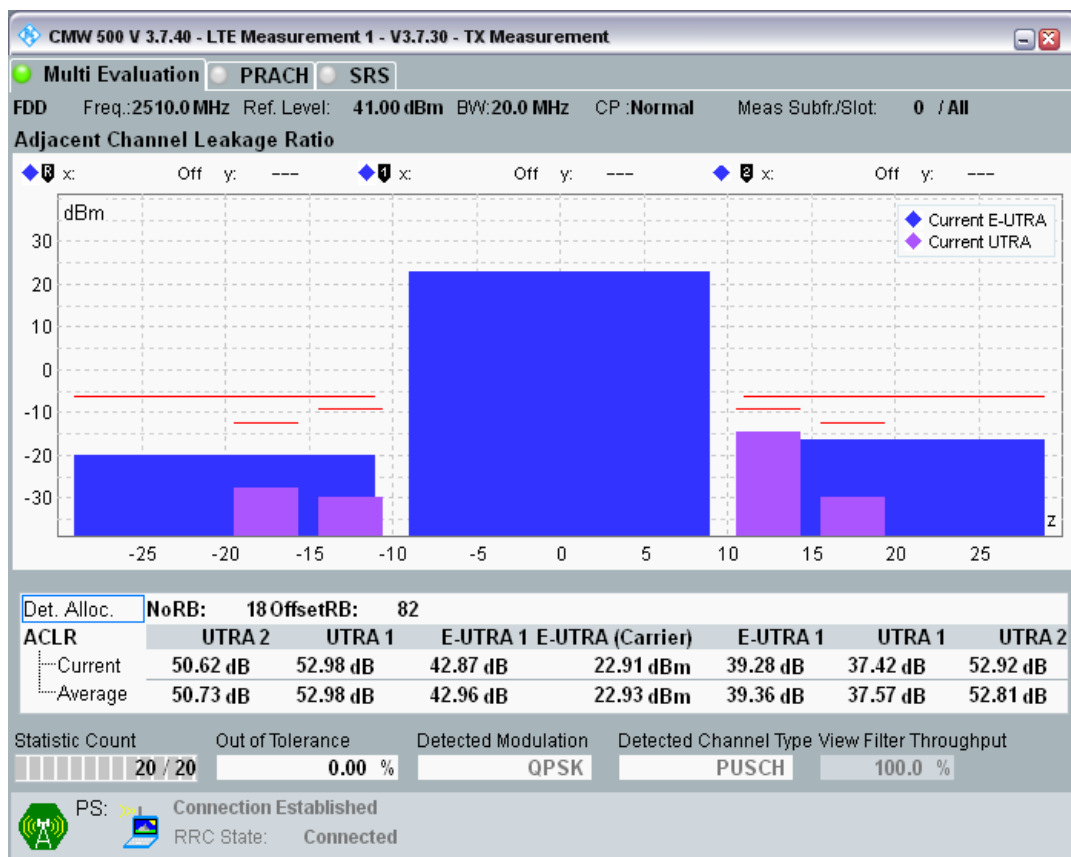 CMW 500 V 3.7.40 - LTE Measurement 1 - V3.7.30 - TX Measurement
Multi Evaluation PRACH SRS
FDD Freq.:2510.0 MHz Ref. Level: 41.00 dBm BW:20.0 MHz CP :Normal Meas Subfr./Slot: 0 / All
Adjacent Channel Leakage Ratio
R x: Off y: --- 1 x: Off y: --- 2 x: Off y: ---
dBm
Current E-UTRA
Current UTRA
30
20
10
0
-10
-20
-30
z
-25 -20 -15 -10 -5 0 5 10 15 20 25
Det. Alloc. NoRB: 18 OffsetRB: 82
ACLR UTRA 2 UTRA 1 E-UTRA 1 E-UTRA (Carrier) E-UTRA 1 UTRA 1 UTRA 2
Current 50.62 dB 52.98 dB 42.87 dB 22.91 dBm 39.28 dB 37.42 dB 52.92 dB
Average 50.73 dB 52.98 dB 42.96 dB 22.93 dBm 39.36 dB 37.57 dB 52.81 dB
Statistic Count Out of Tolerance Detected Modulation Detected Channel Type View Filter Throughput
20 / 20 0.00 % QPSK PUSCH 100.0 %
PS: Connection Established
RRC State: Connected